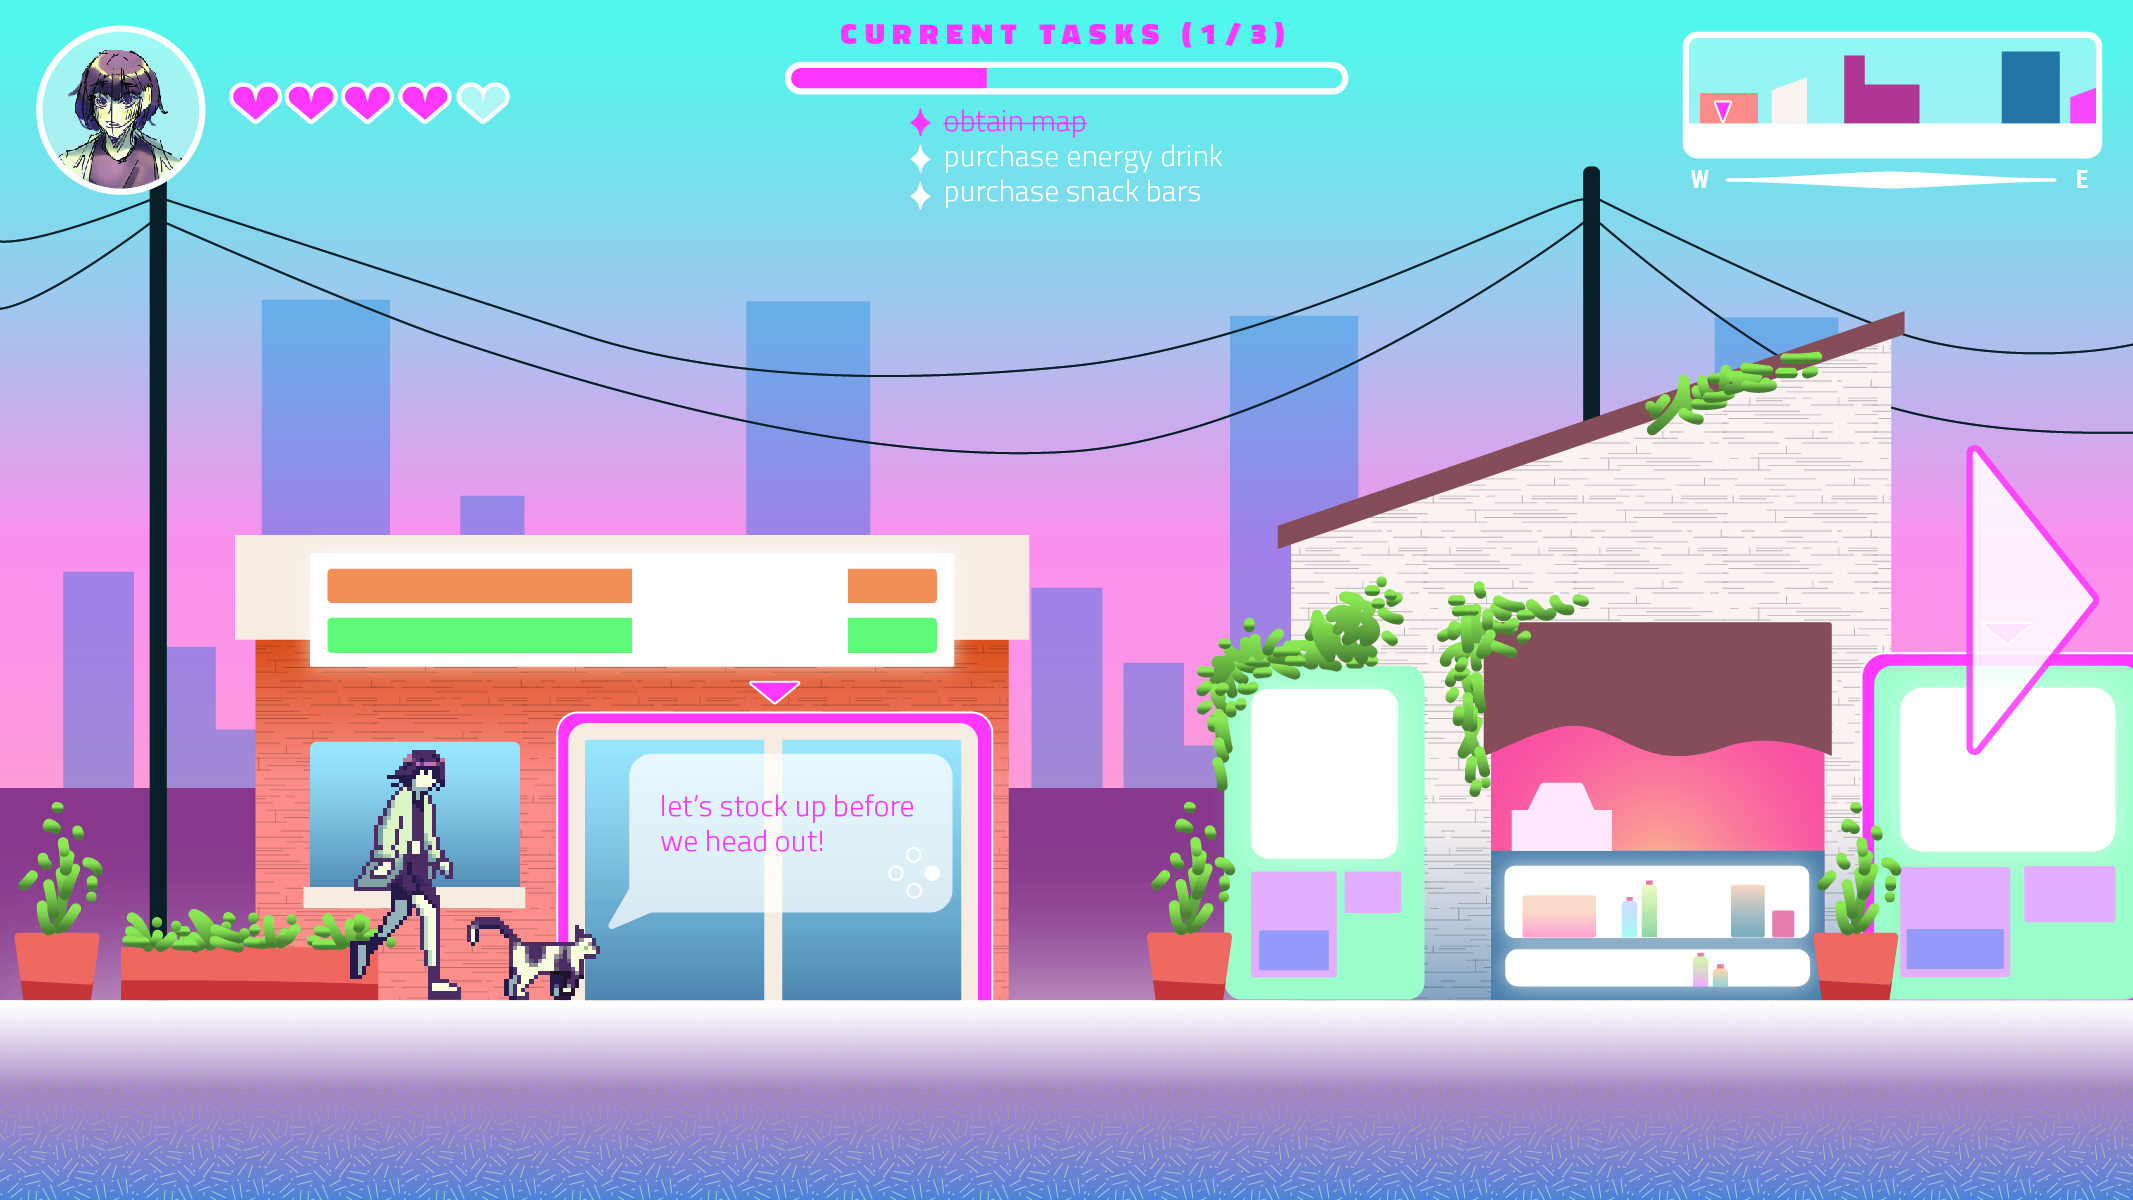 CURRENT TASKS (1/3)
obtain map
purchase energy drink
purchase snack bars
W E
let's stock up before
we head out!